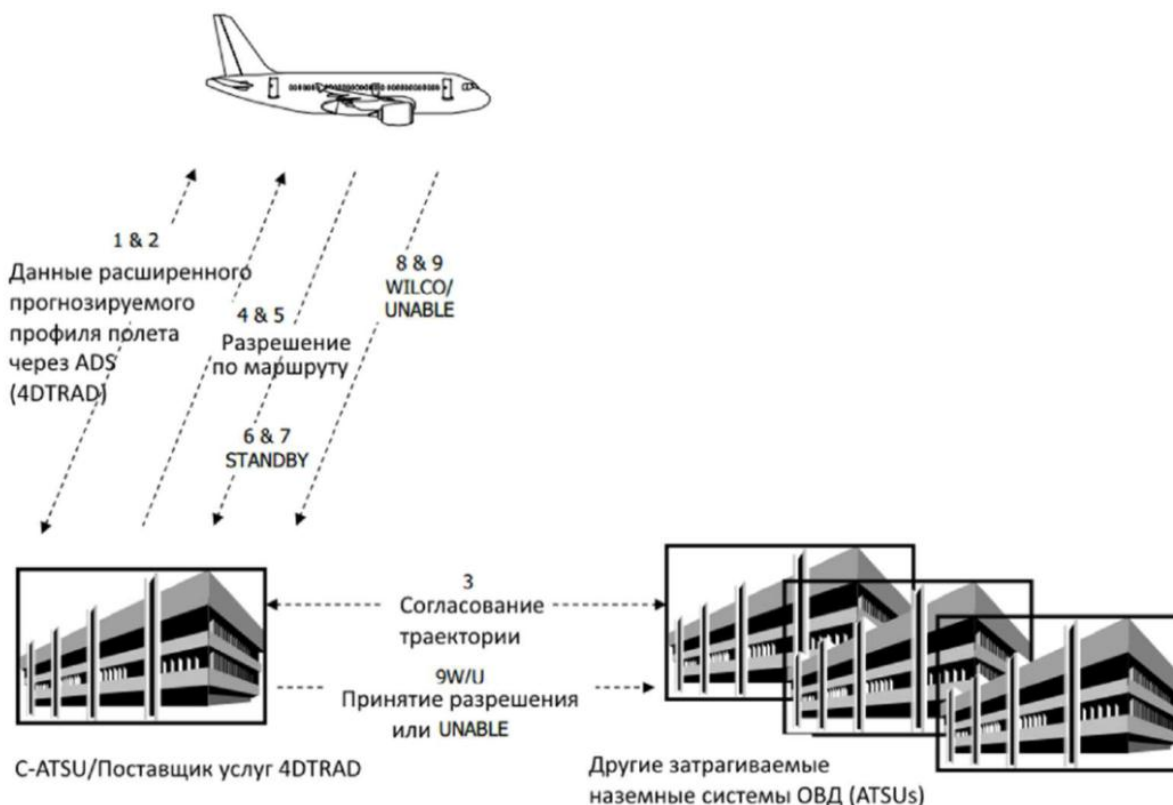 1 & 2
Данные расширенного
прогнозируемого
профиля полета
через ADS
(4DTRAD)
4 & 5
Разрешение
по маршруту
6 & 7
STANDBY
8 & 9
WILCO/
UNABLE
3
Согласование
траектории
9W/U
Принятие разрешения
или UNABLE
C-ATSU/Поставщик услуг 4DTRAD
Другие затрагиваемые
наземные системы ОВД (ATSUs)